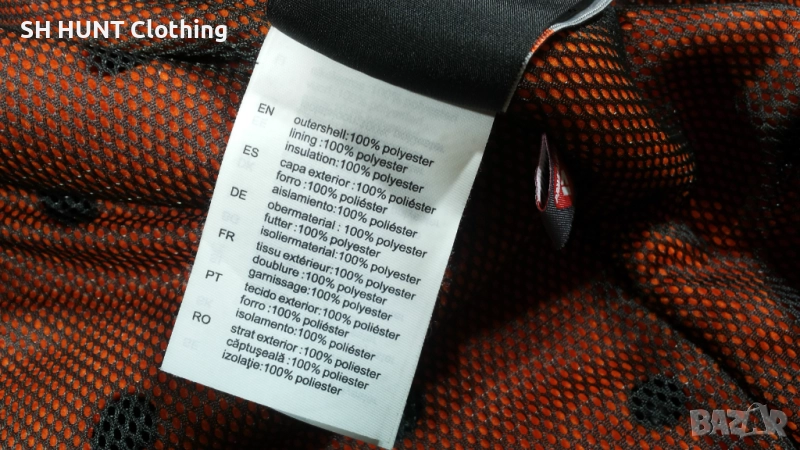 SH HUNT Clothing
EN
outershell:100% polyester
lining :100% polyester
insulation:100% polyester
ES
capa exterior :100% poliéster
forro :100% poliéster
aislamiento:100% poliéster
DE
obermaterial : 100% polyester
futter :100% polyester
isoliermaterial:100% polyester
FR
tissu extérieur:100% polyester
doublure :100% polyester
garnissage:100% polyester
PT
tecido exterior:100% poliéster
forro :100% poliéster
isolamento:100% poliéster
RO
strat exterior :100% poliester
căptuşeală :100% poliester
izolaţie:100% poliester
BAZAR